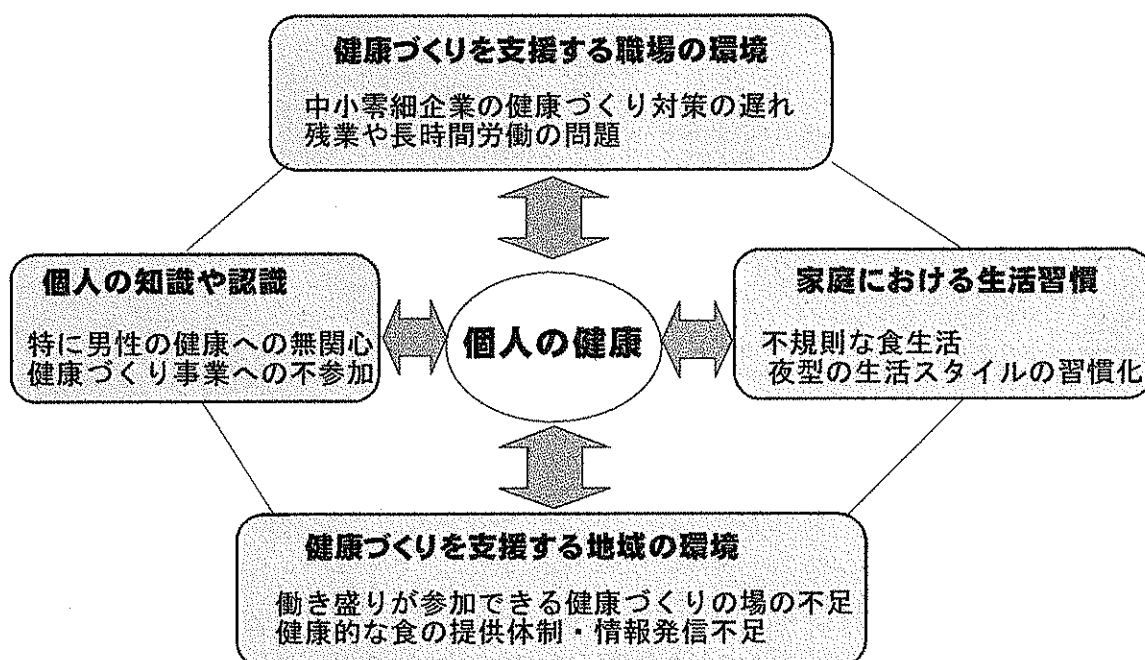 健康づくりを支援する職場の環境
中小零細企業の健康づくり対策の遅れ
残業や長時間労働の問題
個人の知識や認識
特に男性の健康への無関心
健康づくり事業への不参加
個人の健康
家庭における生活習慣
不規則な食生活
夜型の生活スタイルの習慣化
健康づくりを支援する地域の環境
働き盛りが参加できる健康づくりの場の不足
健康的な食の提供体制・情報発信不足